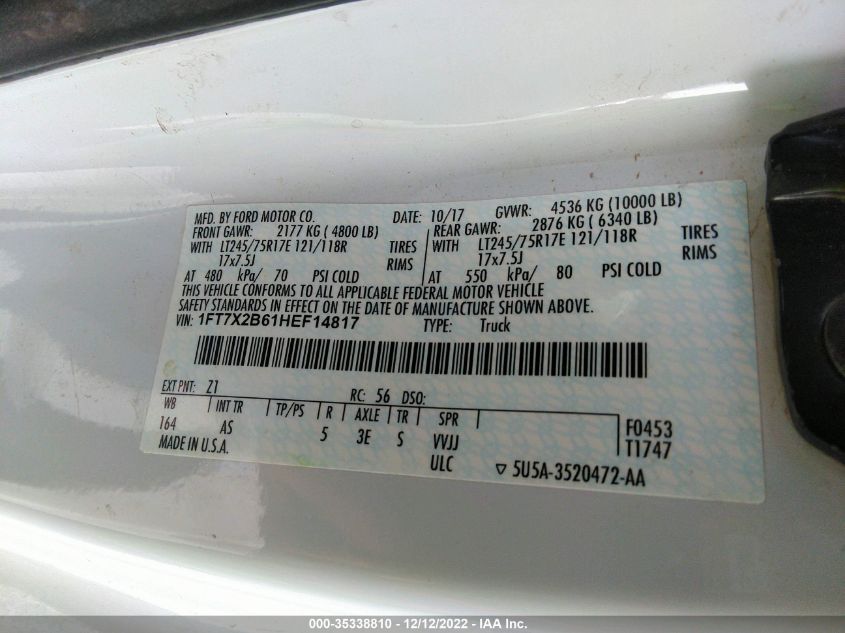 MFD. BY FORD MOTOR CO. DATE: 10/17 GVWR: 4536 KG (10000 LB)
FRONT GAWR: 2177 KG ( 4800 LB) REAR GAWR: 2876 KG ( 6340 LB)
WITH LT245/75R17E 121/118R TIRES WITH LT245/75R17E 121/118R TIRES
17x7.5J RIMS 17x7.5J RIMS
AT 480 kPa/ 70 PSI COLD AT 550 kPa/ 80 PSI COLD
THIS VEHICLE CONFORMS TO ALL APPLICABLE FEDERAL MOTOR VEHICLE
SAFETY STANDARDS IN EFFECT ON THE DATE OF MANUFACTURE SHOWN ABOVE.
VIN: 1FT7X2B61HEF14817 TYPE: Truck
EXT PNT: Z1 RC: 56 DSO:
WB INT TR TP/PS R AXLE TR SPR
164 AS 5 3E S VVJJ F0453
MADE IN U.S.A. ULC T1747
5U5A-3520472-AA
000-35338810 - 12/12/2022 - IAA Inc.